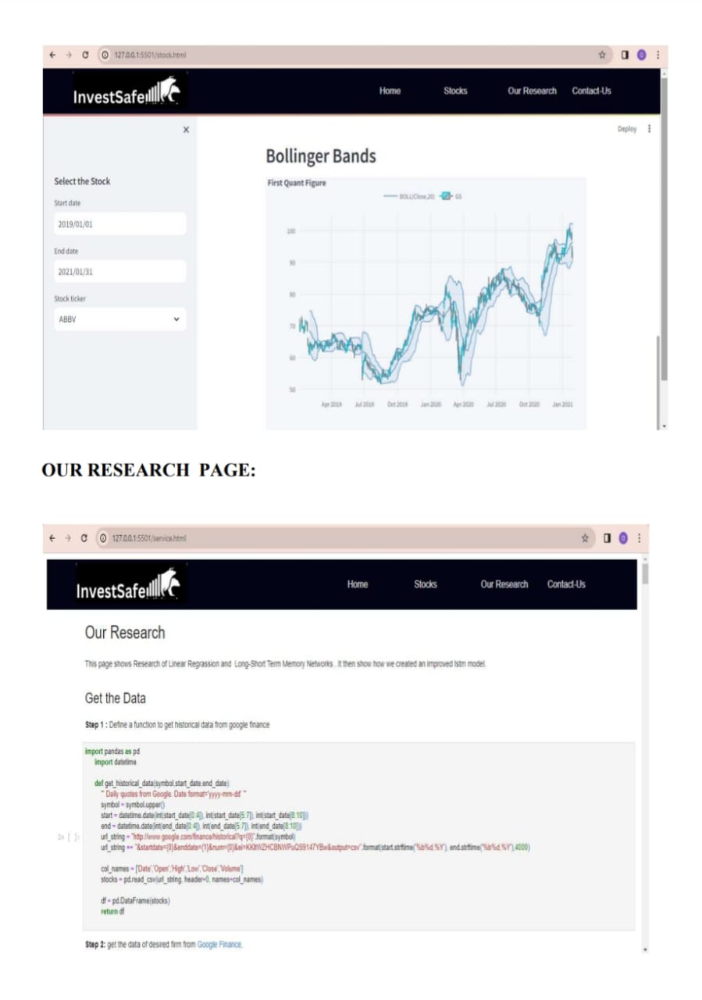 127.0.0.1:5501/stock.html
InvestSafe
Home Stocks Our Research Contact-Us
Deploy
Bollinger Bands
Select the Stock
First Quant Figure
BOLL(Close,20) GS
Start date
2019/01/01
End date
2021/01/31
Stock ticker
ABBV
100
90
80
70
60
50
Apr 2019 Jul 2019 Oct 2019 Jan 2020 Apr 2020 Jul 2020 Oct 2020 Jan 2021
OUR RESEARCH PAGE:
127.0.0.1:5501/service.html
InvestSafe
Home Stocks Our Research Contact-Us
Our Research
This page shows Research of Linear Regrassion and Long-Short Term Memory Networks . It then show how we created an improved lstm model.
Get the Data
Step 1 : Define a function to get historical data from google finance
import pandas as pd
import datetime
def get_historical_data(symbol,start_date,end_date):
''' Daily quotes from Google. Date format='yyyy-mm-dd' '''
symbol = symbol.upper()
start = datetime.date(int(start_date[0:4]), int(start_date[5:7]), int(start_date[8:10]))
end = datetime.date(int(end_date[0:4]), int(end_date[5:7]), int(end_date[8:10]))
In [ ]:
url_string = "http://www.google.com/finance/historical?q={0}".format(symbol)
url_string += "&startdate={0}&enddate={1}&num={0}&ei=
&output=csv".format(start.strftime('%b%d,%Y'), end.strftime('%b%d,%Y'),4000)
col_names = ['Date','Open','High','Low','Close','Volume']
stocks = pd.read_csv(url_string, header=0, names=col_names)
df = pd.DataFrame(stocks)
return df
Step 2: get the data of desired firm from Google Finance.